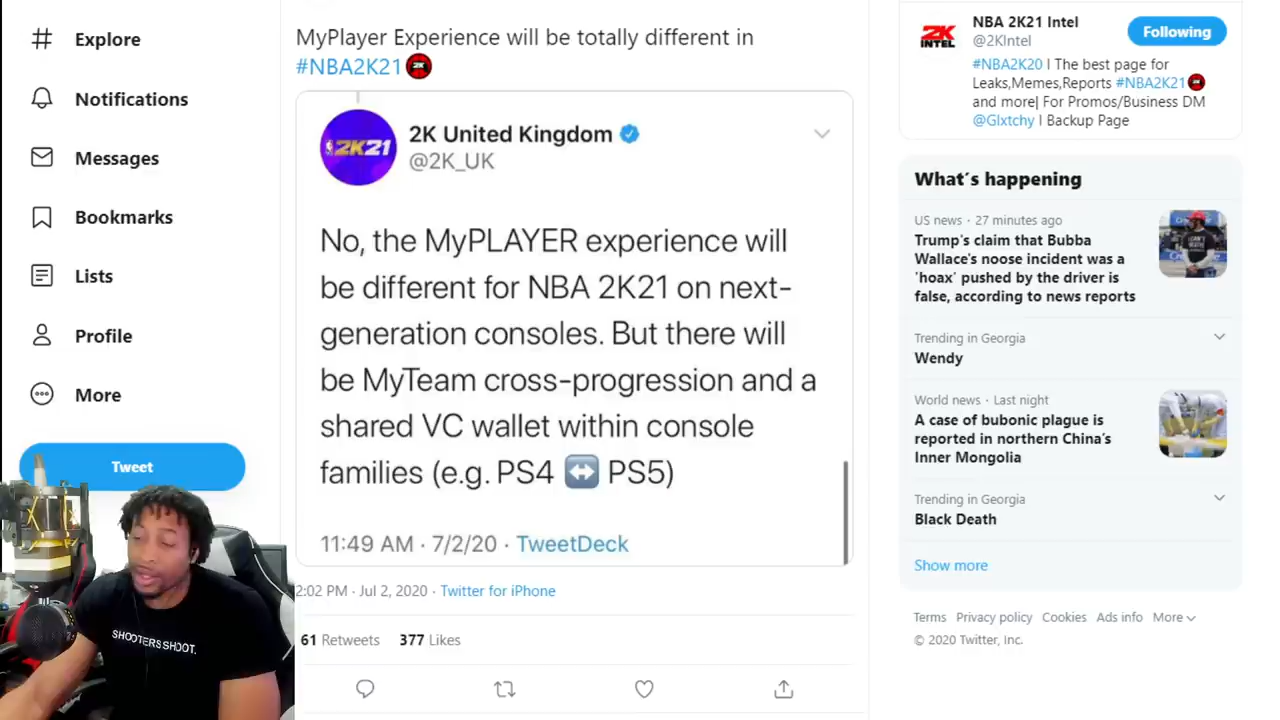 Explore
Notifications
Messages
Bookmarks
Lists
Profile
More
Tweet
SHOOTERS SHOOT.
MyPlayer Experience will be totally different in
#NBA2K21
2K21
2K United Kingdom
@2K_UK
No, the MyPLAYER experience will
be different for NBA 2K21 on next-
generation consoles. But there will
be MyTeam cross-progression and a
shared VC wallet within console
families (e.g. PS4 ↔ PS5)
11:49 AM · 7/2/20 · TweetDeck
2:02 PM · Jul 2, 2020 · Twitter for iPhone
61 Retweets 377 Likes
2K
INTEL
NBA 2K21 Intel
@2KIntel
Following
#NBA2K20 I The best page for
Leaks,Memes,Reports #NBA2K21
and more| For Promos/Business DM
@Glxtchy I Backup Page
What's happening
US news · 27 minutes ago
Trump's claim that Bubba
Wallace's noose incident was a
'hoax' pushed by the driver is
false, according to news reports
Trending in Georgia
Wendy
World news · Last night
A case of bubonic plague is
reported in northern China's
Inner Mongolia
Trending in Georgia
Black Death
Show more
Terms Privacy policy Cookies Ads info More
© 2020 Twitter, Inc.